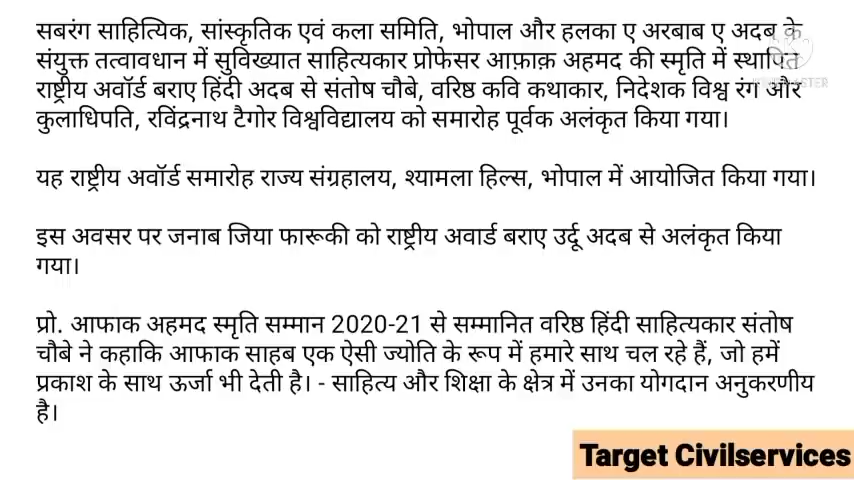 सबरंग साहित्यिक, सांस्कृतिक एवं कला समिति, भोपाल और हलका ए अरबाब ए अदब के
संयुक्त तत्वावधान में सुविख्यात साहित्यकार प्रोफेसर आफ़ाक़ अहमद की स्मृति में स्थापित
राष्ट्रीय अवॉर्ड बराए हिंदी अदब से संतोष चौबे, वरिष्ठ कवि कथाकार, निदेशक विश्व रंग और
कुलाधिपति, रविंद्रनाथ टैगोर विश्वविद्यालय को समारोह पूर्वक अलंकृत किया गया।
यह राष्ट्रीय अवॉर्ड समारोह राज्य संग्रहालय, श्यामला हिल्स, भोपाल में आयोजित किया गया।
इस अवसर पर जनाब जिया फारूकी को राष्ट्रीय अवार्ड बराए उर्दू अदब से अलंकृत किया
गया।
प्रो. आफाक अहमद स्मृति सम्मान 2020-21 से सम्मानित वरिष्ठ हिंदी साहित्यकार संतोष
चौबे ने कहाकि आफाक साहब एक ऐसी ज्योति के रूप में हमारे साथ चल रहे हैं, जो हमें
प्रकाश के साथ ऊर्जा भी देती है। - साहित्य और शिक्षा के क्षेत्र में उनका योगदान अनुकरणीय
है।
Target Civilservices